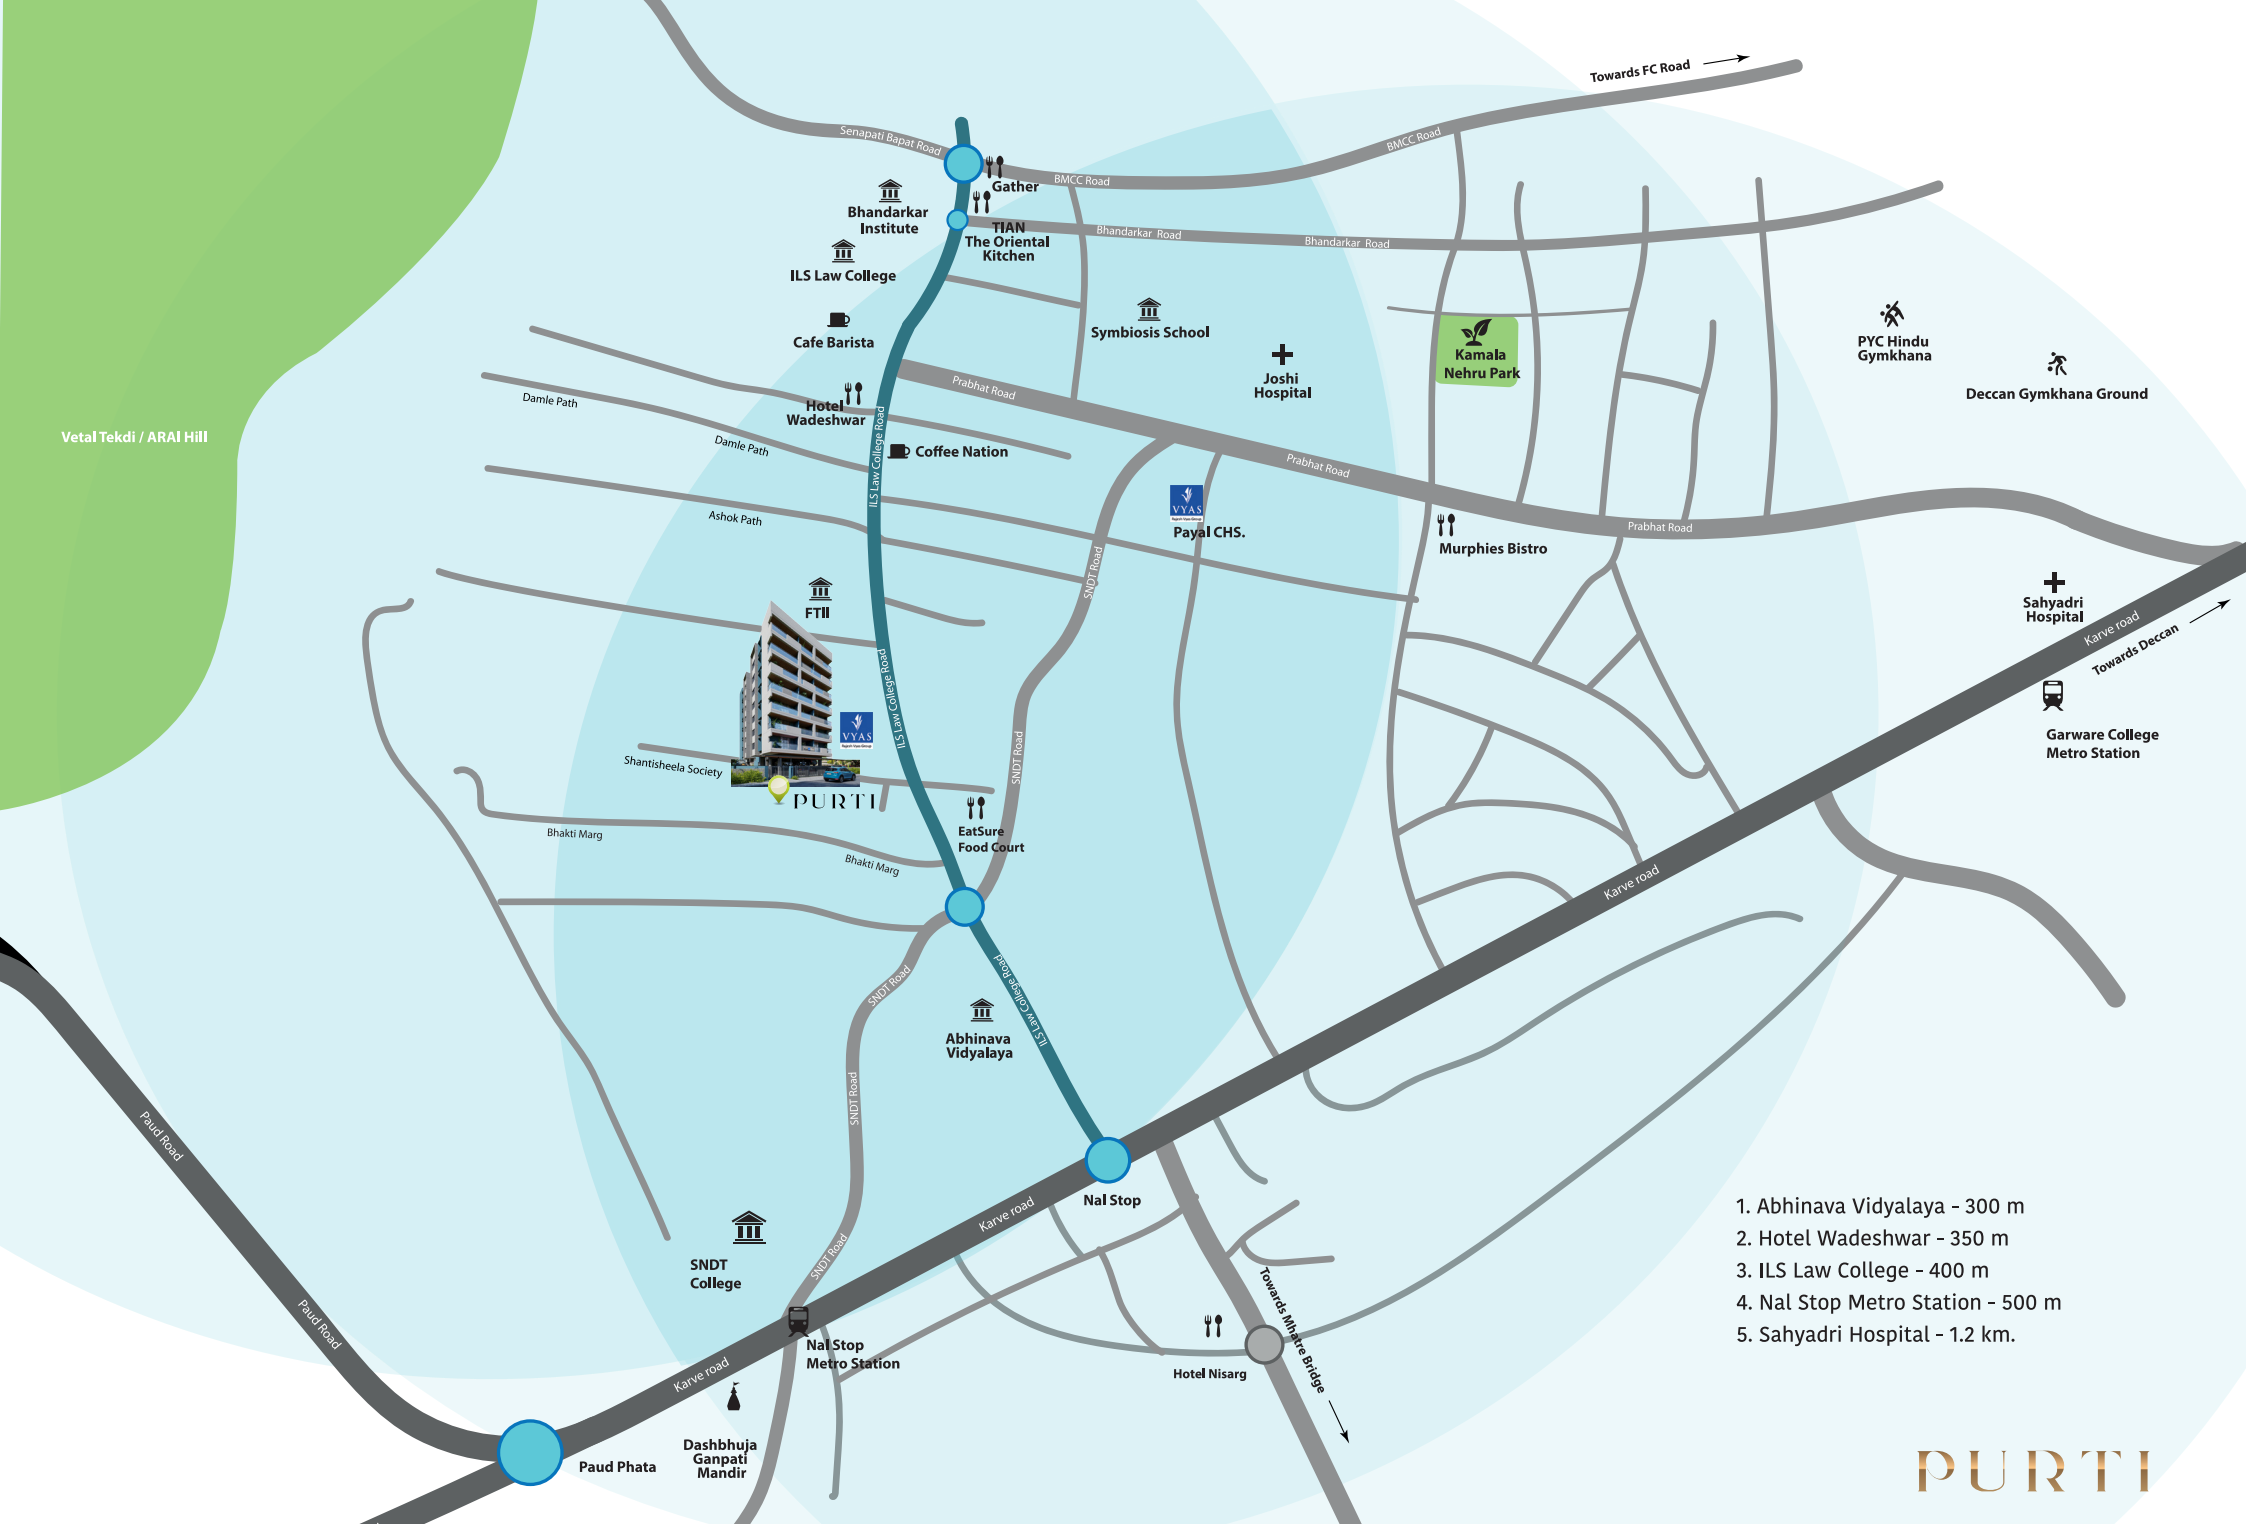 Towards FC Road
Senapati Bapat Road
BMCC Road
BMCC Road
Gather
Bhandarkar
Institute
TIAN
The Oriental
Kitchen
Bhandarkar Road
Bhandarkar Road
ILS Law College
Cafe Barista
Symbiosis School
Joshi
Hospital
Kamala
Nehru Park
PYC Hindu
Gymkhana
Deccan Gymkhana Ground
Vetal Tekdi / ARAI Hill
Damle Path
Damle Path
Hotel
Wadeshwar
Prabhat Road
Prabhat Road
Prabhat Road
Coffee Nation
ILS Law College Road
Ashok Path
VYAS
Rajesh Vyas Group
Payal CHS.
Murphies Bistro
SNDT Road
FTII
Sahyadri
Hospital
Karve road
Towards Deccan
Garware College
Metro Station
ILS Law College Road
VYAS
Rajesh Vyas Group
SNDT Road
Shantisheela Society
PURTI
Bhakti Marg
Bhakti Marg
EatSure
Food Court
Karve road
SNDT Road
ILS Law College Road
Abhinava
Vidyalaya
SNDT Road
Paud Road
Nal Stop
Karve road
SNDT
College
SNDT Road
Paud Road
Nal Stop
Metro Station
Karve road
Hotel Nisarg
Towards Mhatre Bridge
Dashbhuja
Ganpati
Mandir
Paud Phata
1. Abhinava Vidyalaya - 300 m
2. Hotel Wadeshwar - 350 m
3. ILS Law College - 400 m
4. Nal Stop Metro Station - 500 m
5. Sahyadri Hospital - 1.2 km.
PURTI